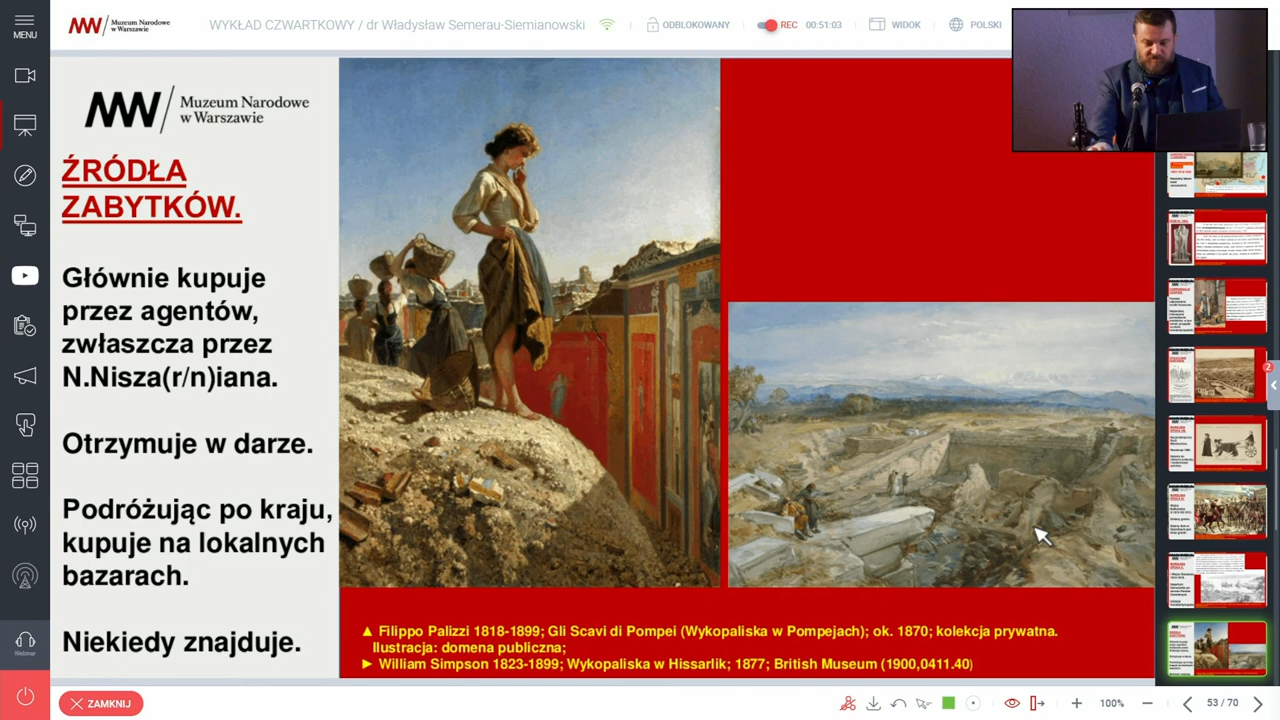 MENU
Muzeum Narodowe
w Warszawie
WYKŁAD CZWARTKOWY / dr Władysław Semerau-Siemianowski
ODBLOKOWANY
REC 00:51:03
WIDOK
POLSKI
Muzeum Narodowe
w Warszawie
ŹRÓDŁA
ZABYTKÓW.
Głównie kupuje
przez agentów,
zwłaszcza przez
N.Nisza(r/n)iana.
Otrzymuje w darze.
Podróżując po kraju,
kupuje na lokalnych
bazarach.
Niekiedy znajduje.
▲ Filippo Palizzi 1818-1899; Gli Scavi di Pompei (Wykopaliska w Pompejach); ok. 1870; kolekcja prywatna.
Ilustracja: domena publiczna;
► William Simpson 1823-1899; Wykopaliska w Hissarlik; 1877; British Museum (1900,0411.40)
2
Webinar
ZAMKNIJ
100%
53 / 70